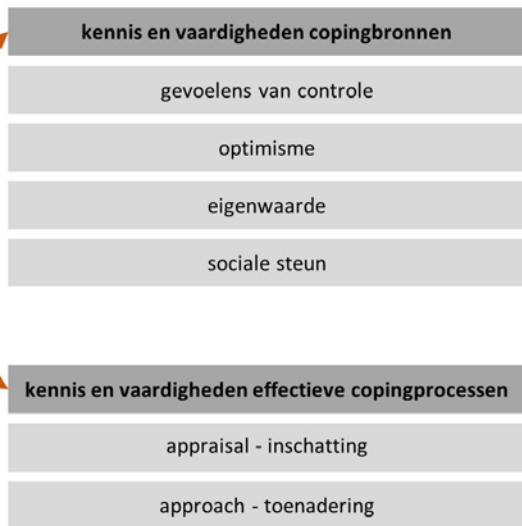 kennis en vaardigheden copingbronnen
gevoelens van controle
optimisme
eigenwaarde
sociale steun
kennis en vaardigheden effectieve copingprocessen
appraisal - inschatting
approach - toenadering